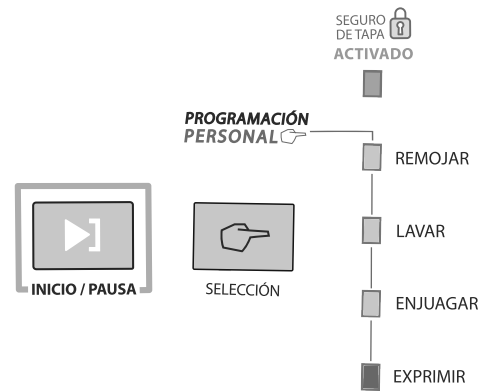 SEGURO
DE TAPA
ACTIVADO
PROGRAMACIÓN
PERSONAL
REMOJAR
LAVAR
INICIO / PAUSA
SELECCIÓN
ENJUAGAR
EXPRIMIR